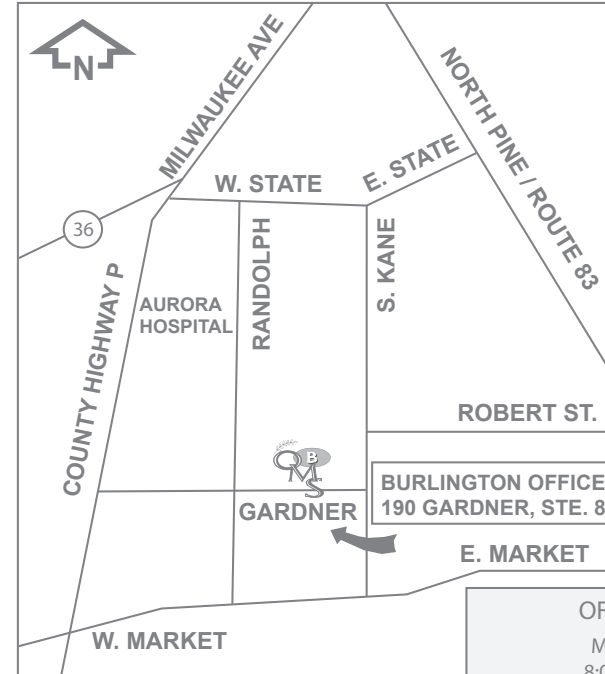 N
MILWAUKEE AVE
NORTH PINE / ROUTE 83
W. STATE
E. STATE
36
COUNTY HIGHWAY P
AURORA
HOSPITAL
RANDOLPH
S. KANE
ROBERT ST.
OMS
B
BURLINGTON OFFICE
190 GARDNER, STE. 8
GARDNER
E. MARKET
W. MARKET